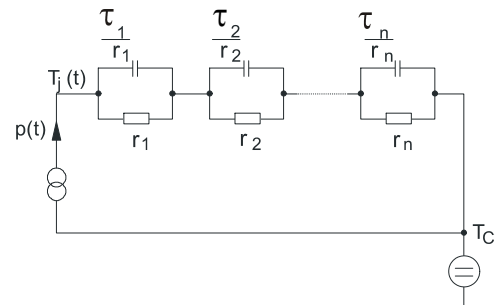 τ1 τ2 τn
r1 r2 rn
Tj (t)
p(t)
r1 r2 rn
TC